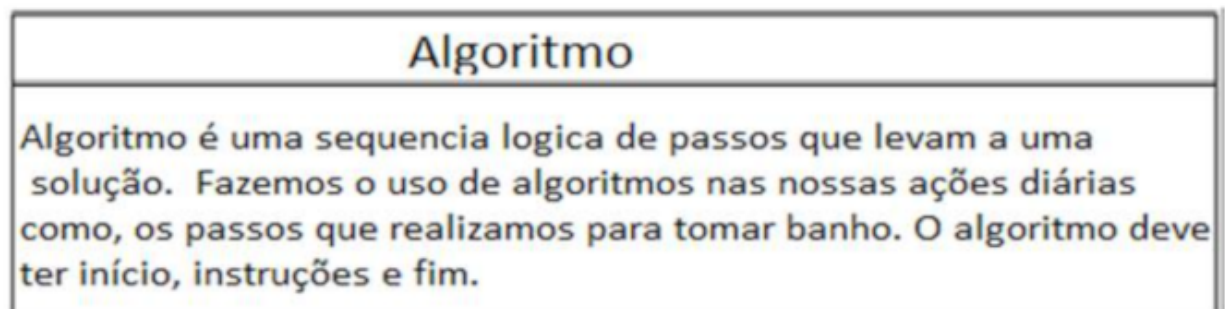 Algoritmo
Algoritmo é uma sequencia logica de passos que levam a uma
solução. Fazemos o uso de algoritmos nas nossas ações diárias
como, os passos que realizamos para tomar banho. O algoritmo deve
ter início, instruções e fim.